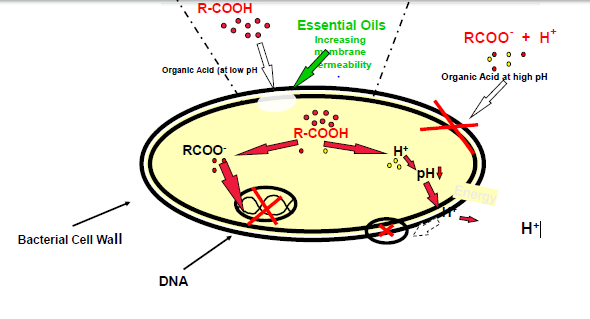 R-COOH
Essential Oils
Increasing
membrane
permeability
RCOO⁻ + H⁺
Organic Acid (at low pH
Organic Acid at high pH
R-COOH
RCOO⁻
H⁺
pH
Energy
H⁺
H⁺
Bacterial Cell Wall
DNA